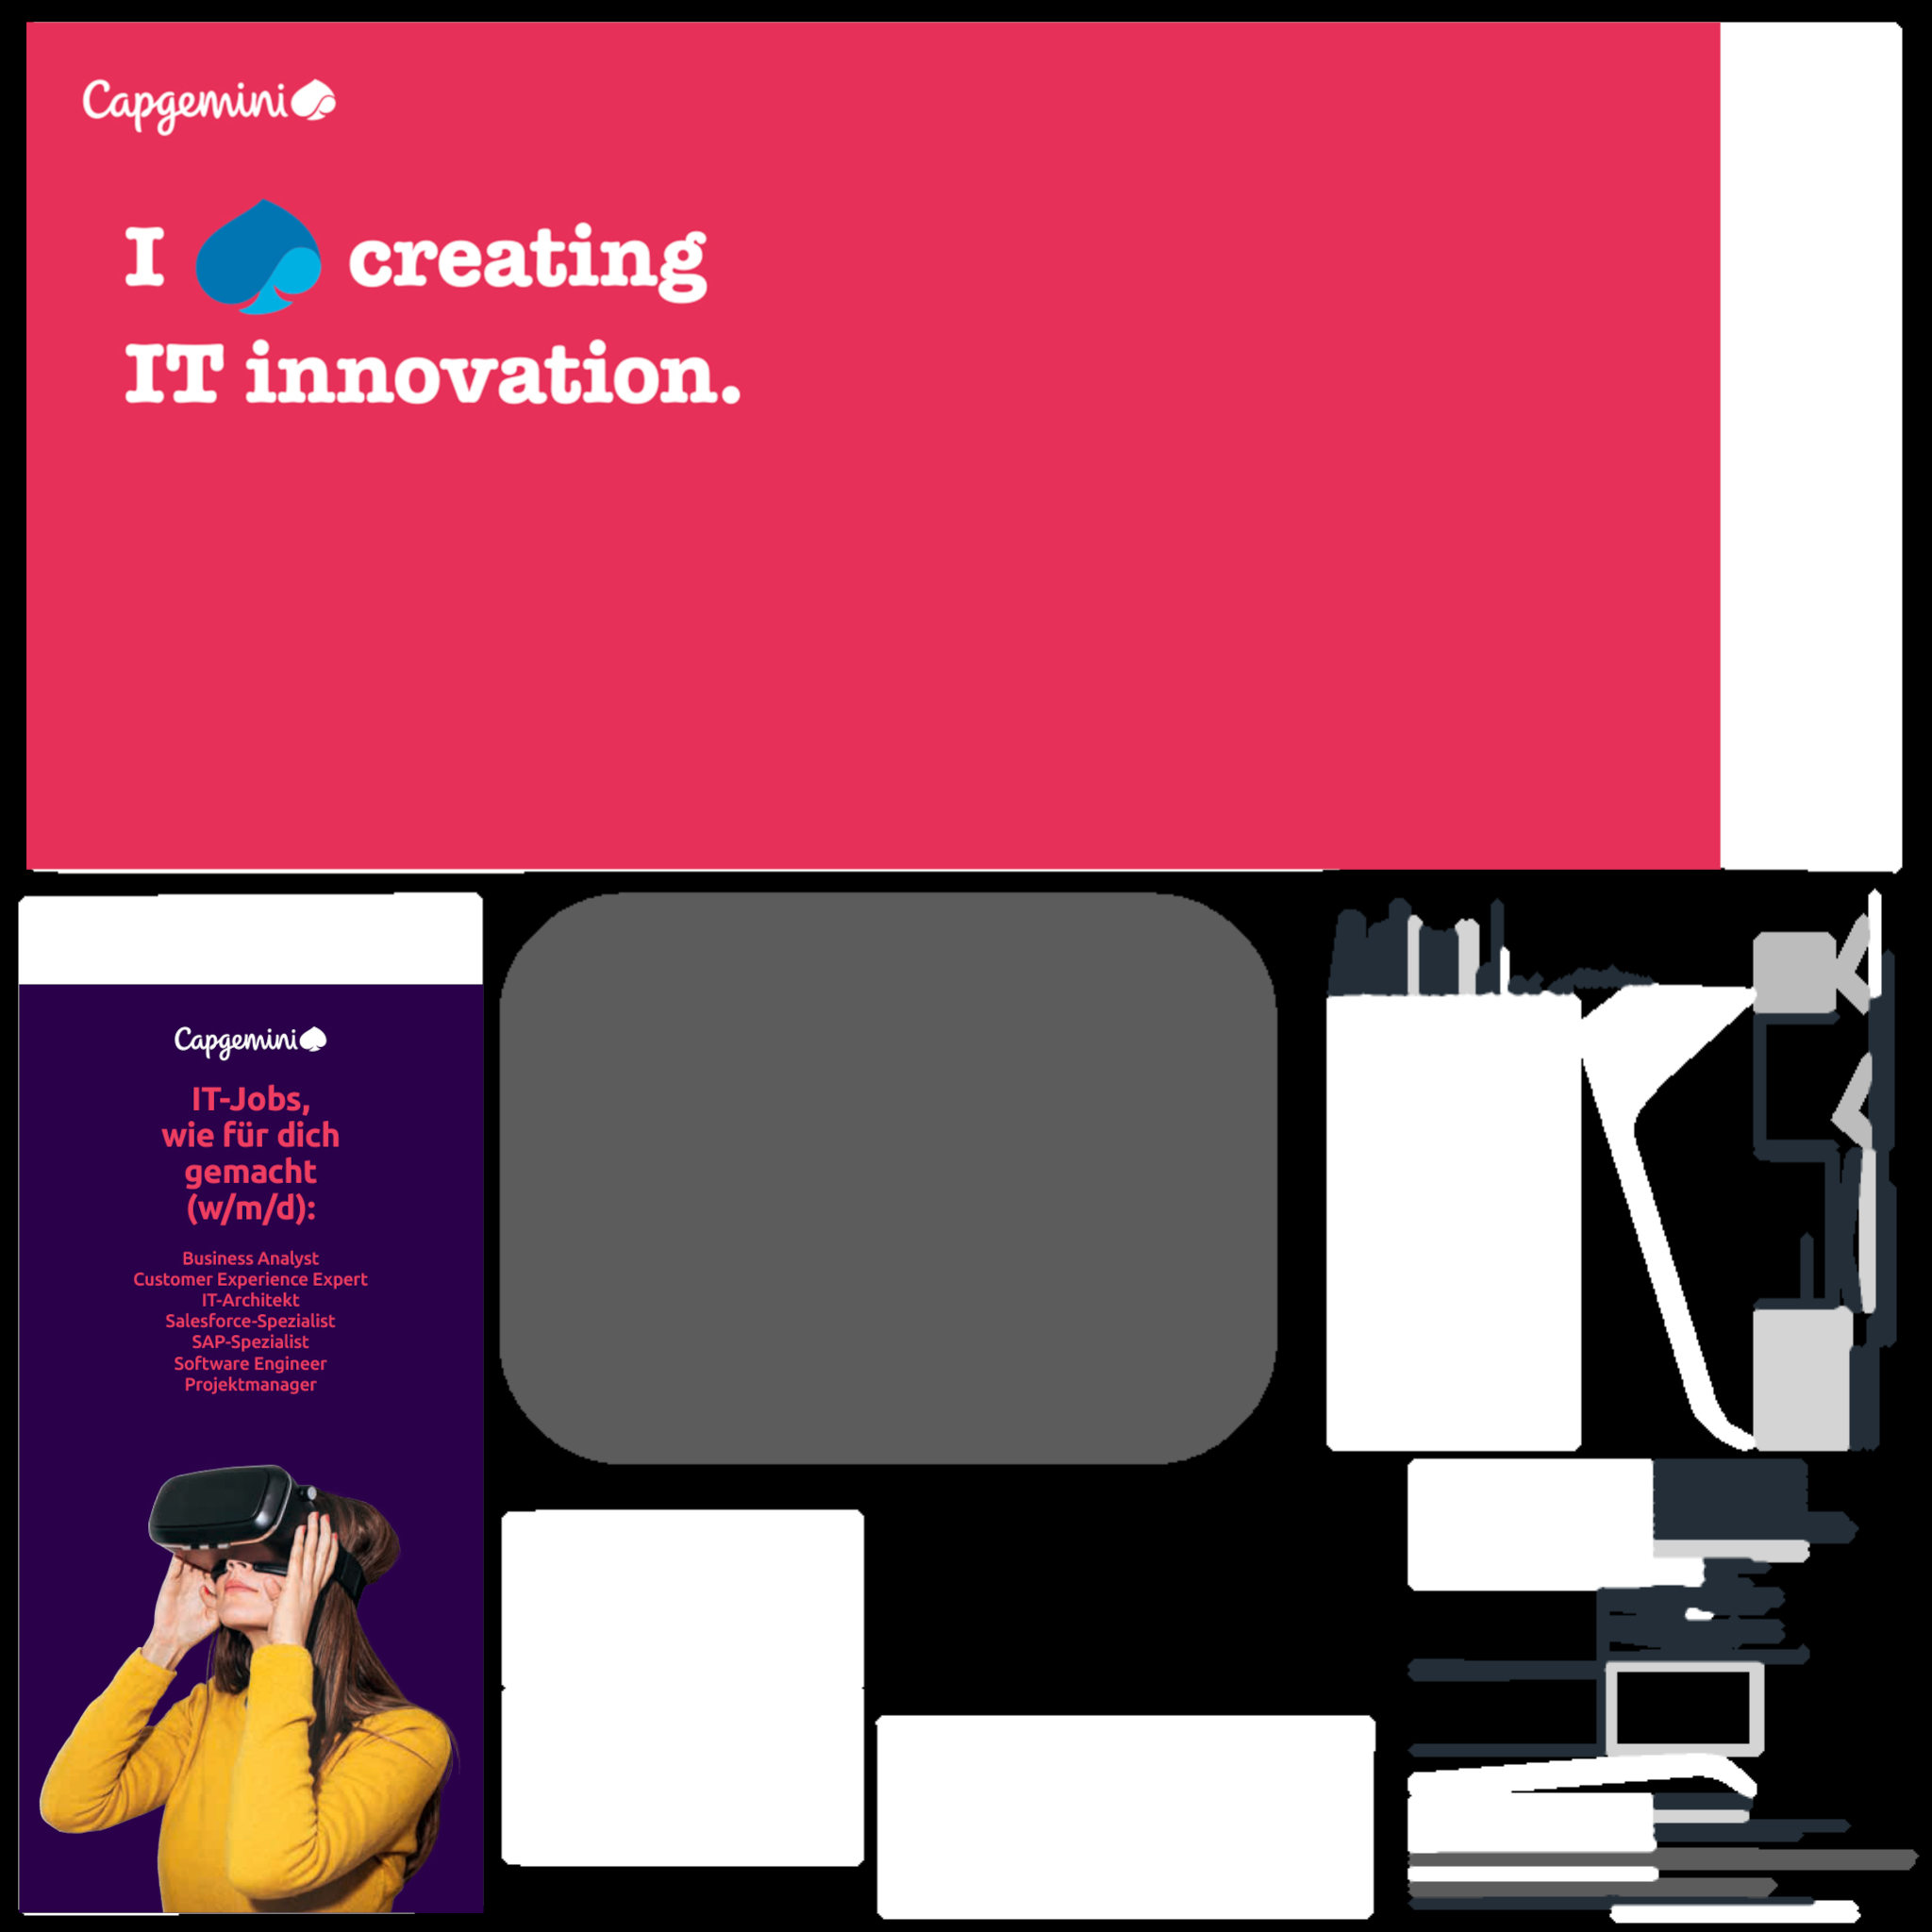 Capgemini
I creating
IT innovation.
Capgemini
IT-Jobs,
wie für dich
gemacht
(w/m/d):
Business Analyst
Customer Experience Expert
IT-Architekt
Salesforce-Spezialist
SAP-Spezialist
Software Engineer
Projektmanager